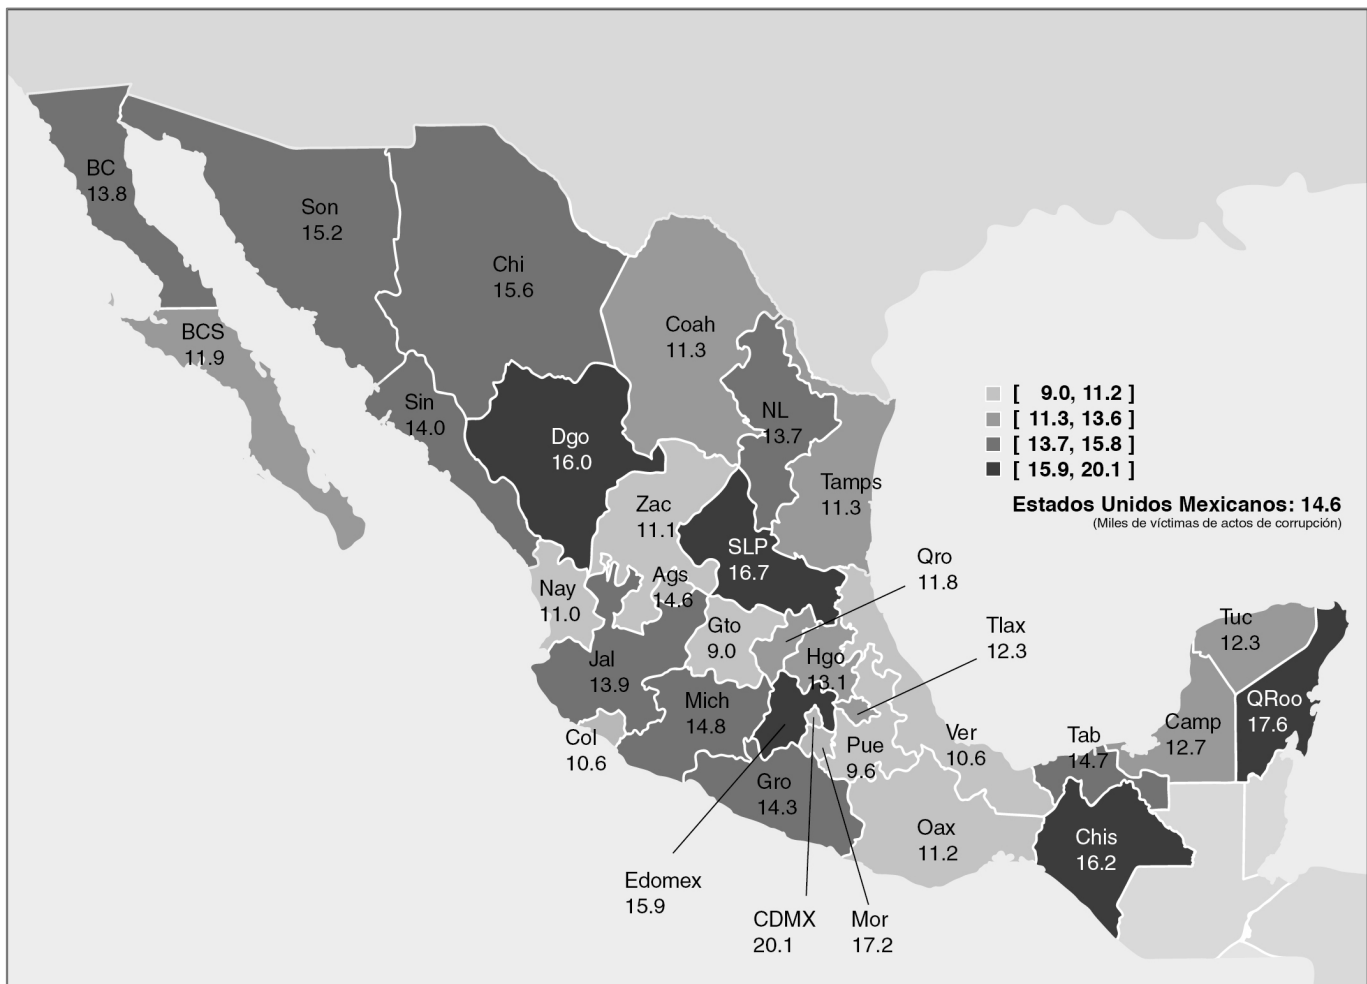 BC
13.8
Son
15.2
Chi
15.6
BCS
11.9
Coah
11.3
Sin
14.0
NL
13.7
Dgo
16.0
Tamps
11.3
Zac
11.1
SLP
16.7
Nay
11.0
Ags
14.6
Qro
11.8
Gto
9.0
Tlax
12.3
Hgo
13.1
Jal
13.9
Mich
14.8
Col
10.6
Pue
9.6
Ver
10.6
Gro
14.3
Oax
11.2
Edomex
15.9
CDMX
20.1
Mor
17.2
Tab
14.7
Chis
16.2
Camp
12.7
Tuc
12.3
QRoo
17.6
[ 9.0, 11.2 ]
[ 11.3, 13.6 ]
[ 13.7, 15.8 ]
[ 15.9, 20.1 ]
Estados Unidos Mexicanos: 14.6
(Miles de víctimas de actos de corrupción)